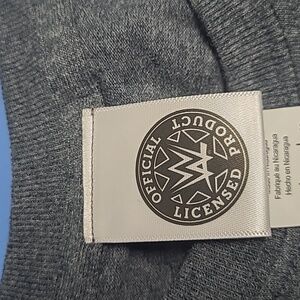 OFFICIAL
LICENSED
PRODUCT
W
Fabriqué au Nicaragua
Hecho en Nicaragua